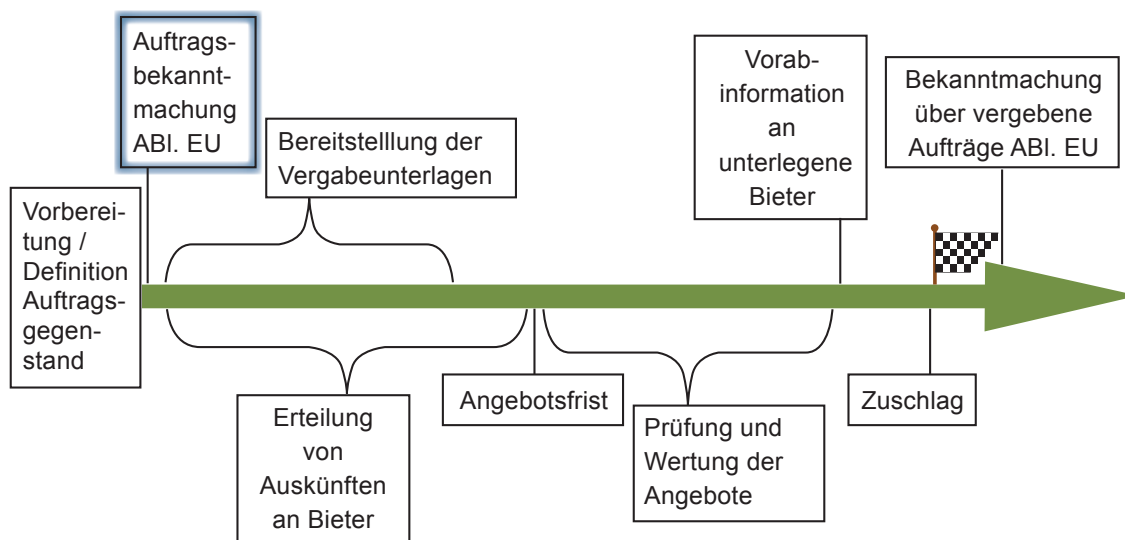 Auftrags-
bekannt-
machung
ABl. EU
Bereitstelllung der
Vergabeunterlagen
Vorab-
information
an
unterlegene
Bieter
Bekanntmachung
über vergebene
Aufträge ABl. EU
Vorberei-
tung /
Definition
Auftrags-
gegen-
stand
Erteilung
von
Auskünften
an Bieter
Angebotsfrist
Prüfung und
Wertung der
Angebote
Zuschlag